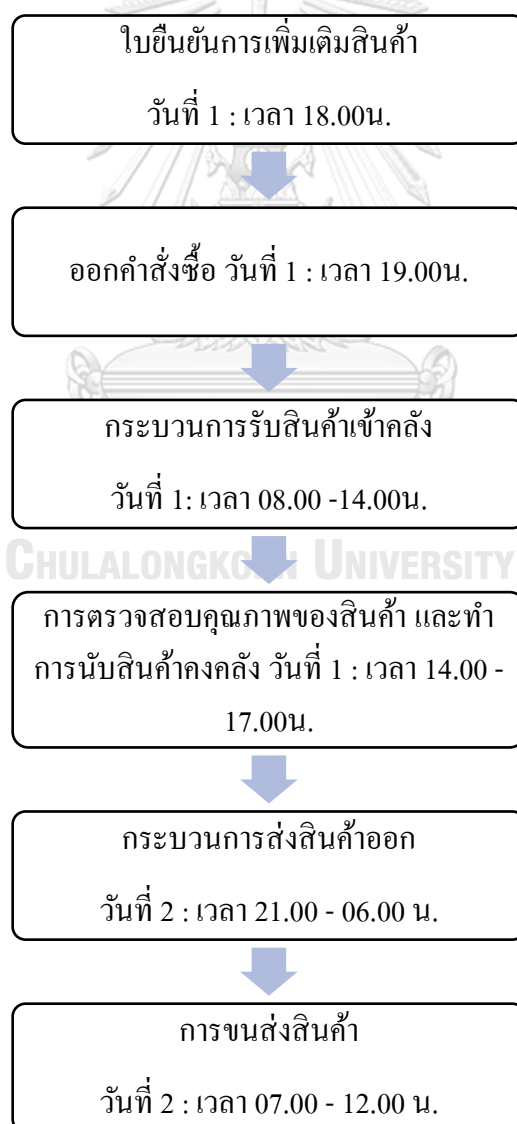 ใบยืนยันการเพิ่มเติมสินค้า
วันที่ 1 : เวลา 18.00น.
ออกคำสั่งซื้อ วันที่ 1 : เวลา 19.00น.
กระบวนการรับสินค้าเข้าคลัง
วันที่ 1: เวลา 08.00 -14.00น.
CHULALONGKORN UNIVERSITY
การตรวจสอบคุณภาพของสินค้า และทำ
การนับสินค้าคงคลัง วันที่ 1 : เวลา 14.00 -
17.00น.
กระบวนการส่งสินค้าออก
วันที่ 2 : เวลา 21.00 - 06.00 น.
การขนส่งสินค้า
วันที่ 2 : เวลา 07.00 - 12.00 น.